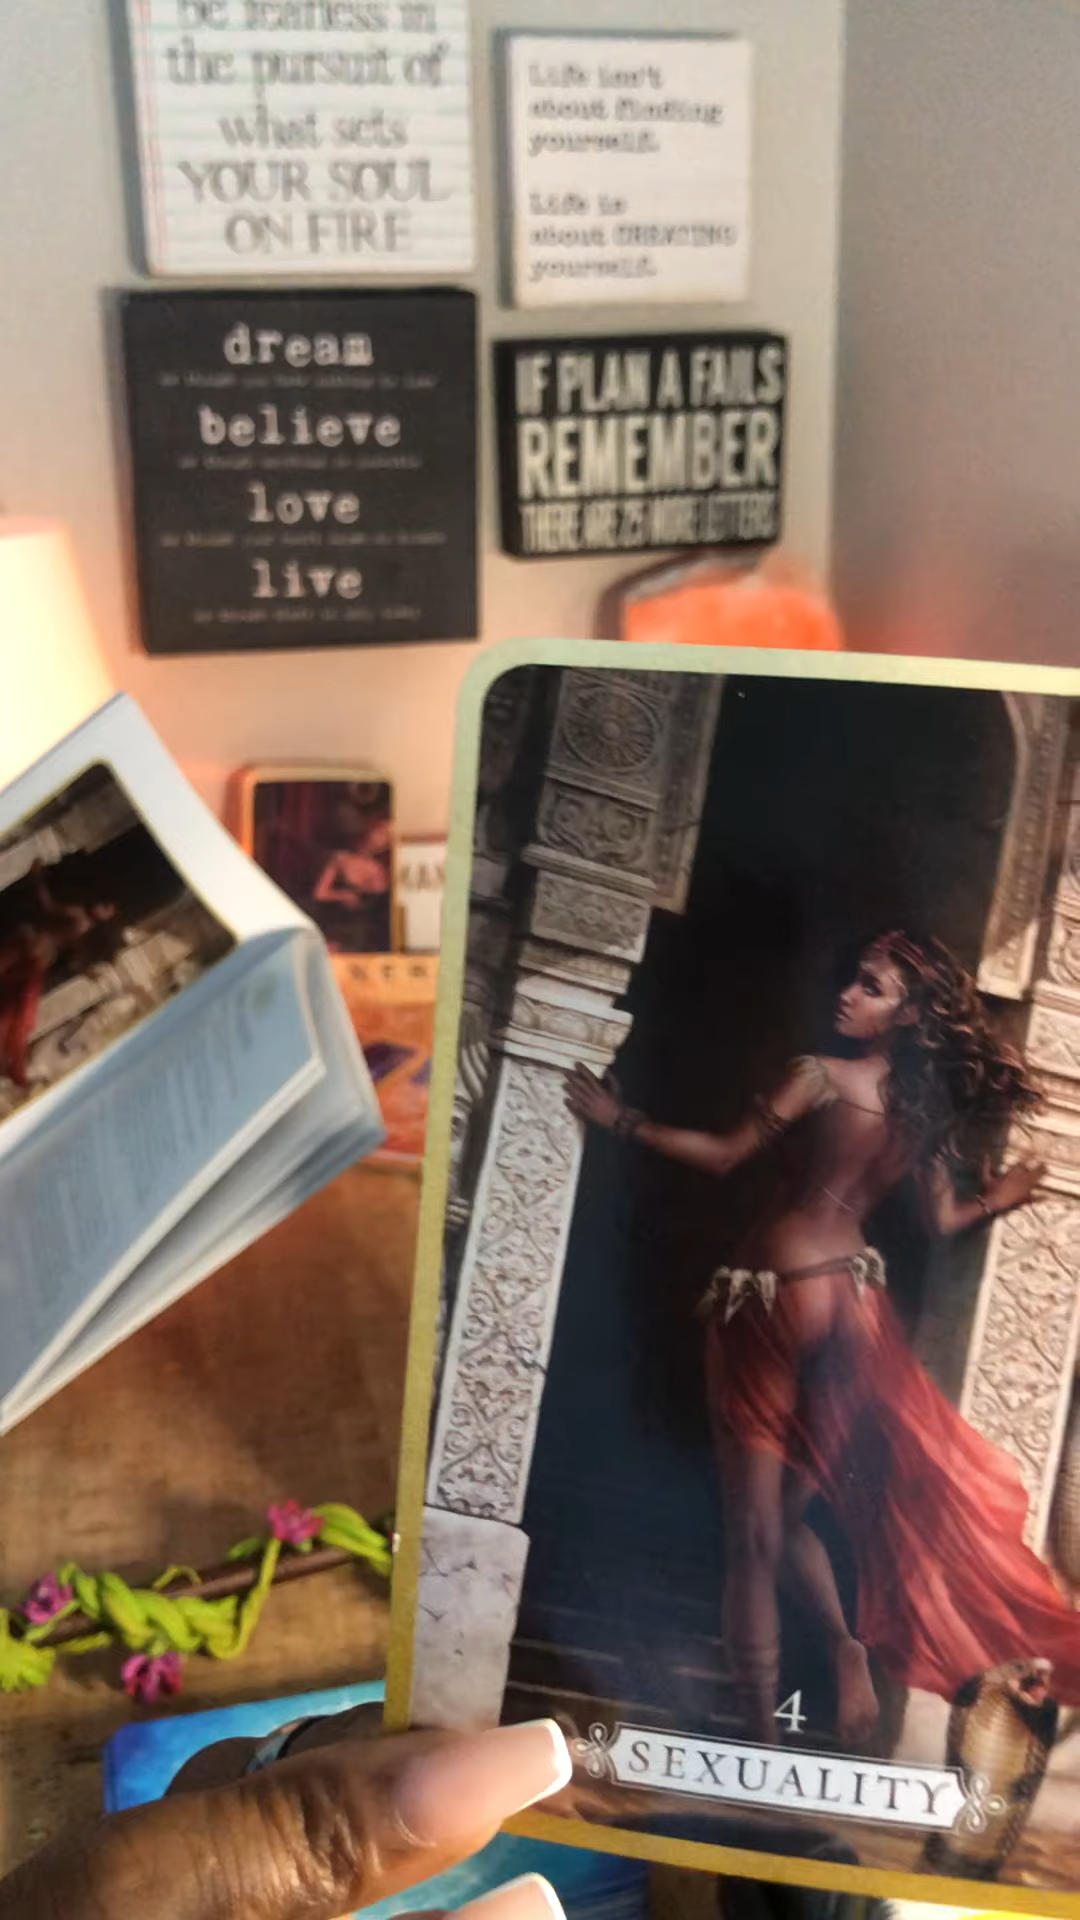 be fearless in
the pursuit of
what sets
YOUR SOUL
ON FIRE
Life isn't
about finding
yourself.
Life is
about CREATING
yourself.
dream
believe
love
live
IF PLAN A FAILS
REMEMBER
THERE ARE 25 MORE LETTERS
4
SEXUALITY